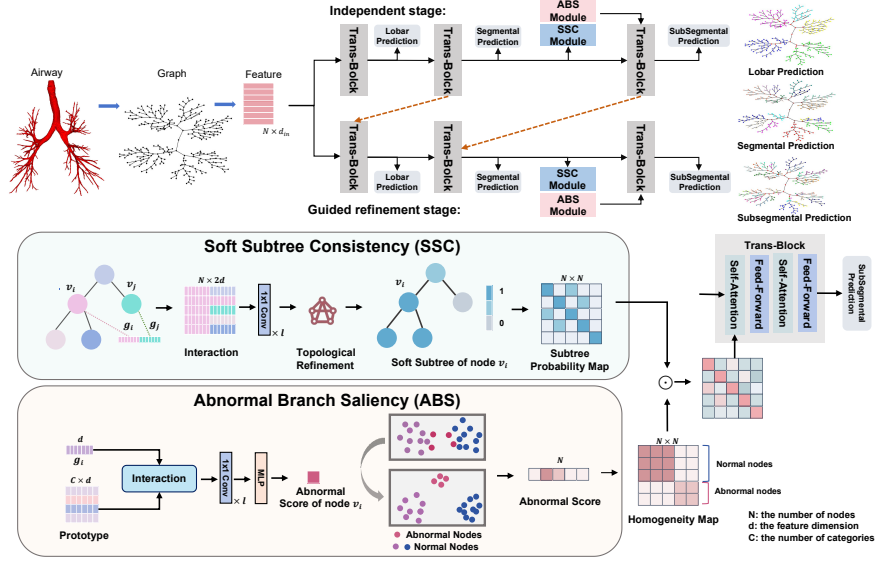 Independent stage:
ABS
Module
SSC
Module
Trans-Bolck
Lobar
Prediction
Trans-Bolck
Segmental
Prediction
Trans-Bolck
SubSegmental
Prediction
Airway
Graph
Feature
N × d_in
Lobar Prediction
Segmental Prediction
Subsegmental Prediction
Trans-Bolck
Lobar
Prediction
Trans-Bolck
Segmental
Prediction
SSC
Module
ABS
Module
Trans-Bolck
SubSegmental
Prediction
Guided refinement stage:
Soft Subtree Consistency (SSC)
v_i
v_j
g_i
g_j
N × 2d
Interaction
1x1 Conv
× l
Topological
Refinement
v_i
1
0
Soft Subtree of node v_i
N × N
Subtree
Probability Map
Trans-Block
Self-Attention
Feed-Forward
Self-Attention
Feed-Forward
SubSegmental
Prediction
⊙
Abnormal Branch Saliency (ABS)
d
g_i
C × d
Prototype
Interaction
1x1 Conv
× l
MLP
Abnormal
Score of node v_i
Abnormal Nodes
Normal Nodes
N
Abnormal Score
N × N
Normal nodes
Abnormal nodes
Homogeneity Map
N: the number of nodes
d: the feature dimension
C: the number of categories